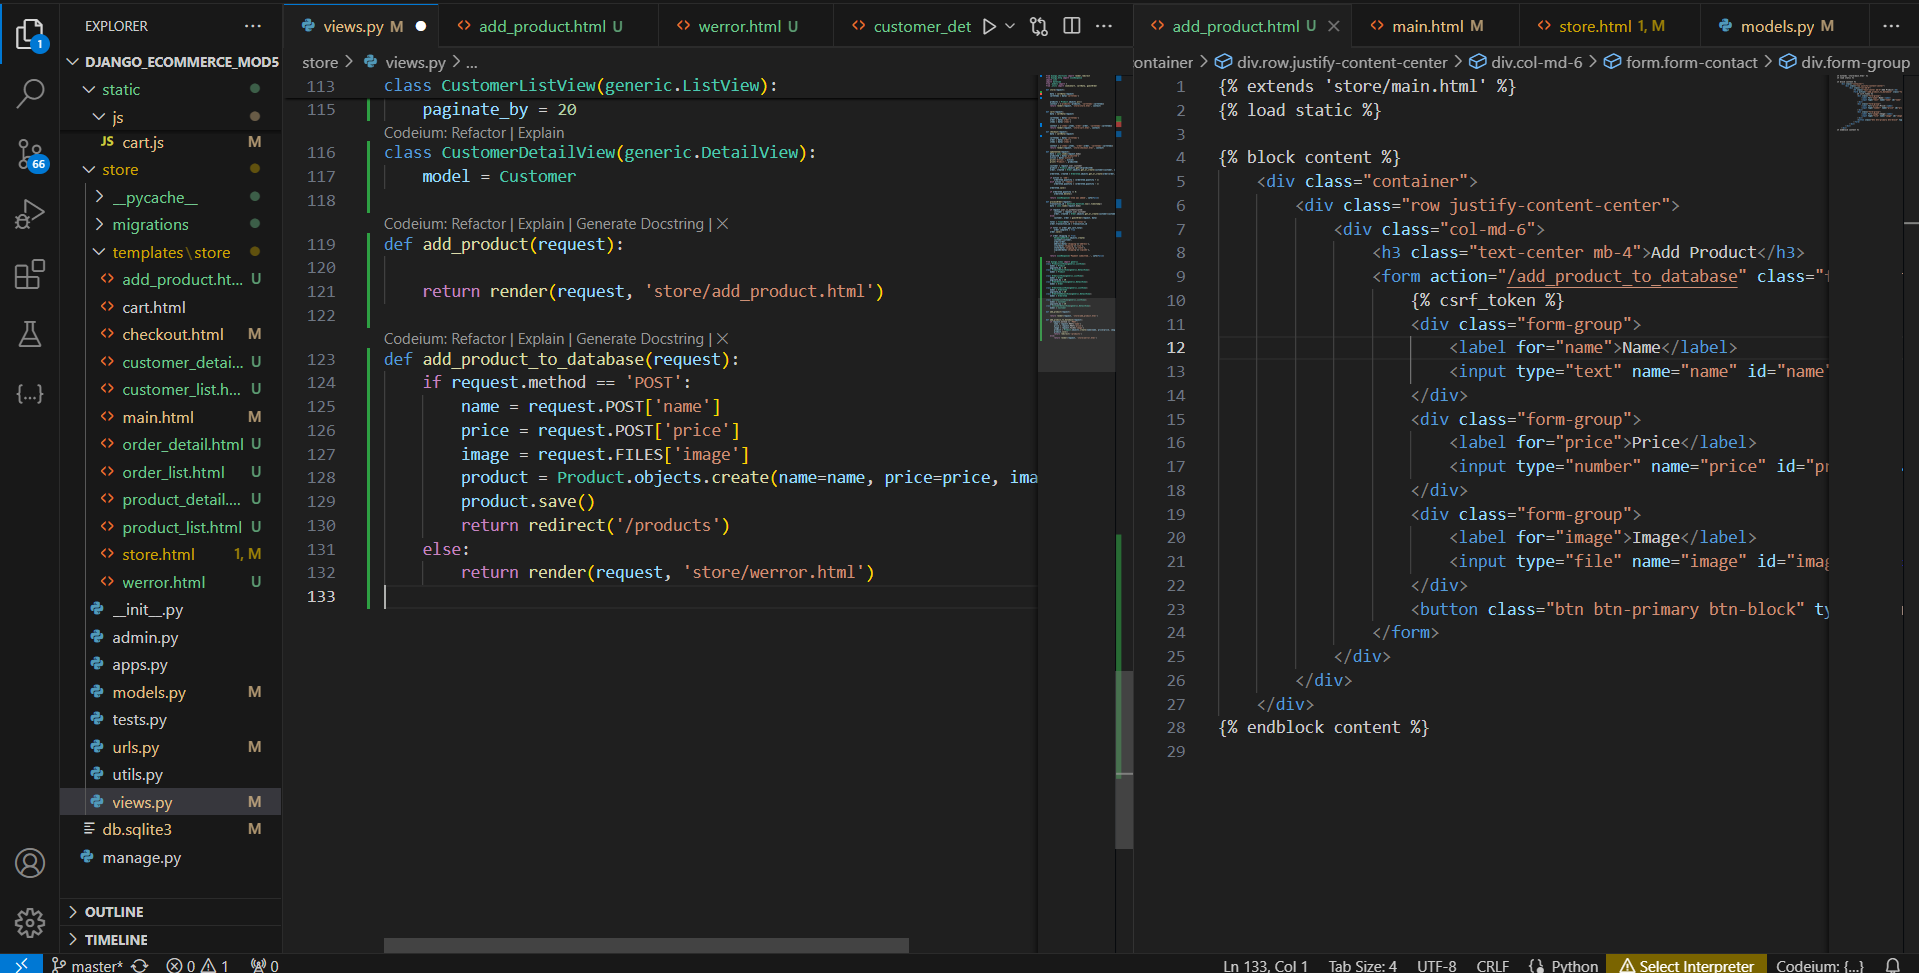 EXPLORER ···
DJANGO_ECOMMERCE_MOD5
static
js
JS cart.js M
store
__pycache__
migrations
templates\store
add_product.ht... U
cart.html
checkout.html M
customer_detai... U
customer_list.h... U
main.html M
order_detail.html U
order_list.html U
product_detail.... U
product_list.html U
store.html 1, M
werror.html U
__init__.py
admin.py
apps.py
models.py M
tests.py
urls.py M
utils.py
views.py M
db.sqlite3 M
manage.py
OUTLINE
TIMELINE
1
66
views.py M
add_product.html U
werror.html U
customer_det
store > views.py > ...
113 class CustomerListView(generic.ListView):
115 paginate_by = 20
Codeium: Refactor | Explain
116 class CustomerDetailView(generic.DetailView):
117 model = Customer
118
Codeium: Refactor | Explain | Generate Docstring | X
119 def add_product(request):
120
121 return render(request, 'store/add_product.html')
122
Codeium: Refactor | Explain | Generate Docstring | X
123 def add_product_to_database(request):
124 if request.method == 'POST':
125 name = request.POST['name']
126 price = request.POST['price']
127 image = request.FILES['image']
128 product = Product.objects.create(name=name, price=price, ima
129 product.save()
130 return redirect('/products')
131 else:
132 return render(request, 'store/werror.html')
133
add_product.html U
main.html M
store.html 1, M
models.py M
ontainer > div.row.justify-content-center > div.col-md-6 > form.form-contact > div.form-group
1 {% extends 'store/main.html' %}
2 {% load static %}
3
4 {% block content %}
5 <div class="container">
6 <div class="row justify-content-center">
7 <div class="col-md-6">
8 <h3 class="text-center mb-4">Add Product</h3>
9 <form action="/add_product_to_database" class="f
10 {% csrf_token %}
11 <div class="form-group">
12 <label for="name">Name</label>
13 <input type="text" name="name" id="name"
14 </div>
15 <div class="form-group">
16 <label for="price">Price</label>
17 <input type="number" name="price" id="pr
18 </div>
19 <div class="form-group">
20 <label for="image">Image</label>
21 <input type="file" name="image" id="imag
22 </div>
23 <button class="btn btn-primary btn-block" ty
24 </form>
25 </div>
26 </div>
27 </div>
28 {% endblock content %}
29
master* 0 1 0
Ln 133, Col 1 Tab Size: 4 UTF-8 CRLF Python Select Interpreter Codeium: {...}